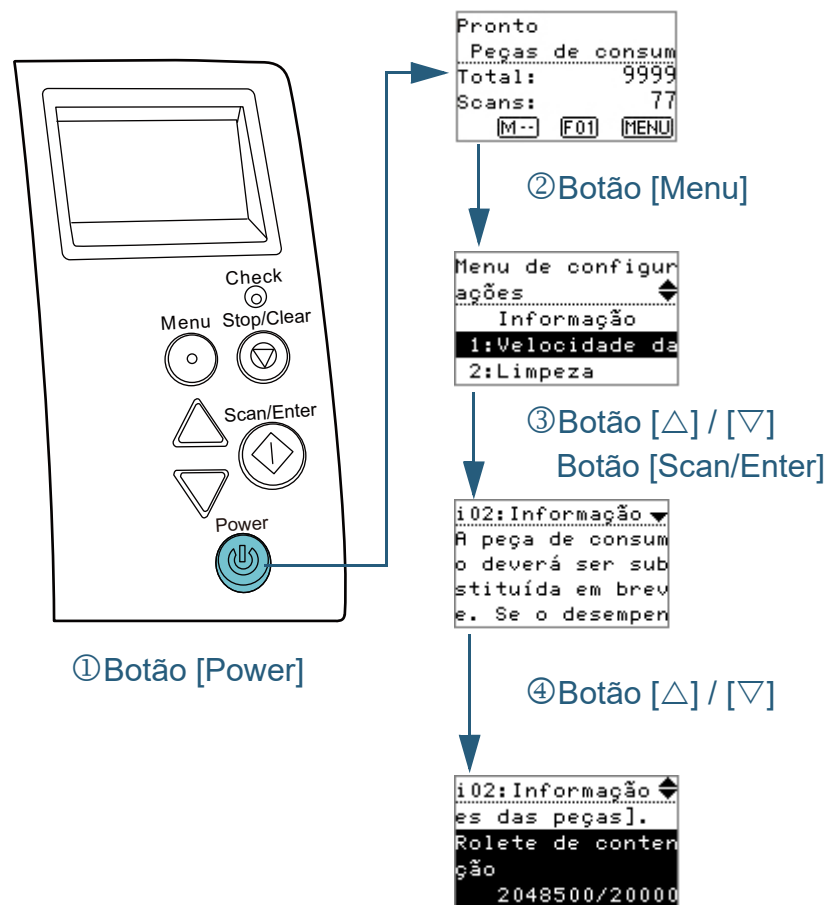 Pronto
Peças de consum
Total: 9999
Scans: 77
M-- F01 MENU
②Botão [Menu]
Menu de configur
ações
Informação
1:Velocidade da
2:Limpeza
③Botão [△] / [▽]
Botão [Scan/Enter]
i02:Informação
A peça de consum
o deverá ser sub
stituída em brev
e. Se o desempen
④Botão [△] / [▽]
i02:Informação
es das peças].
Rolete de conten
ção
2048500/20000
Check
Menu Stop/Clear
Scan/Enter
Power
①Botão [Power]